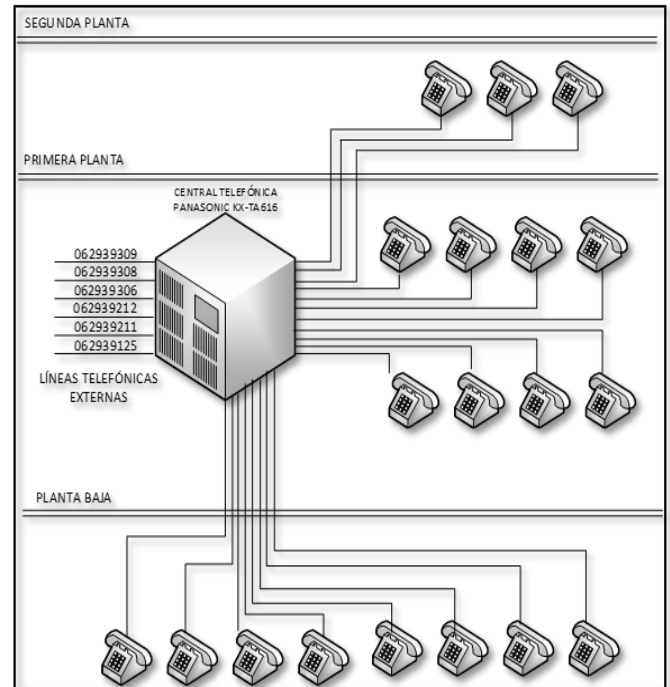 SEGUNDA PLANTA
PRIMERA PLANTA
CENTRAL TELEFÓNICA
PANASONIC KX-TA616
062939309
062939308
062939306
062939212
062939211
062939125
LÍNEAS TELEFÓNICAS
EXTERNAS
PLANTA BAJA